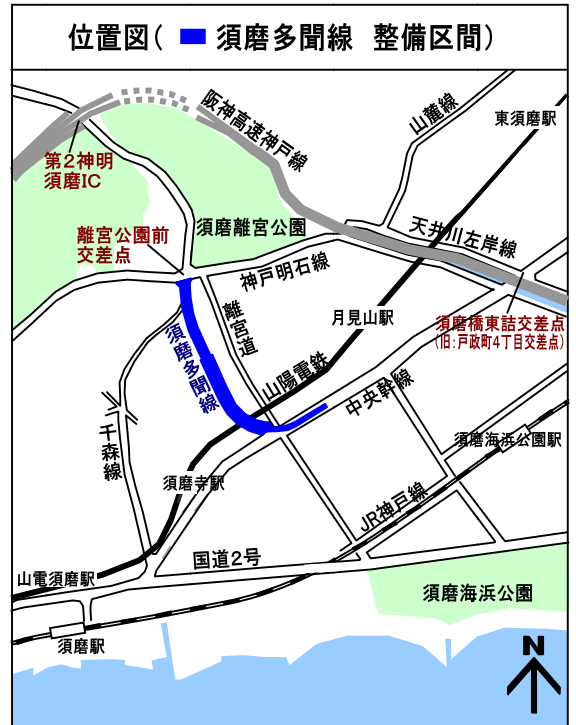 位置図( ■ 須磨多聞線 整備区間)
山麓線
東須磨駅
阪神高速神戸線
第2神明
須磨IC
須磨離宮公園
天井川左岸線
離宮公園前
交差点
神戸明石線
離宮道
月見山駅
須磨橋東詰交差点
(旧:戸政町4丁目交差点)
須磨多聞線
山陽電鉄
中央幹線
千森線
須磨海浜公園駅
須磨寺駅
JR神戸線
国道2号
山電須磨駅
須磨海浜公園
須磨駅
N